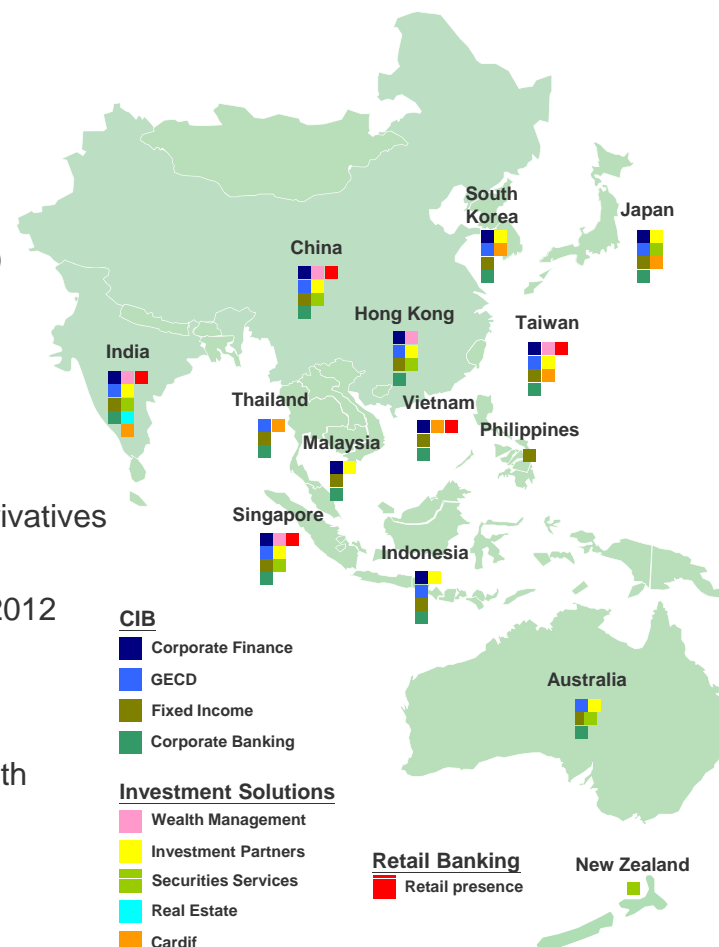 South
Korea
Japan
China
Hong Kong
Taiwan
India
Thailand
Vietnam
Malaysia
Philippines
ivatives
Singapore
Indonesia
2012
CIB
Corporate Finance
GECD
Fixed Income
Corporate Banking
Australia
th
Investment Solutions
Wealth Management
Investment Partners
Securities Services
Real Estate
Cardif
Retail Banking
Retail presence
New Zealand